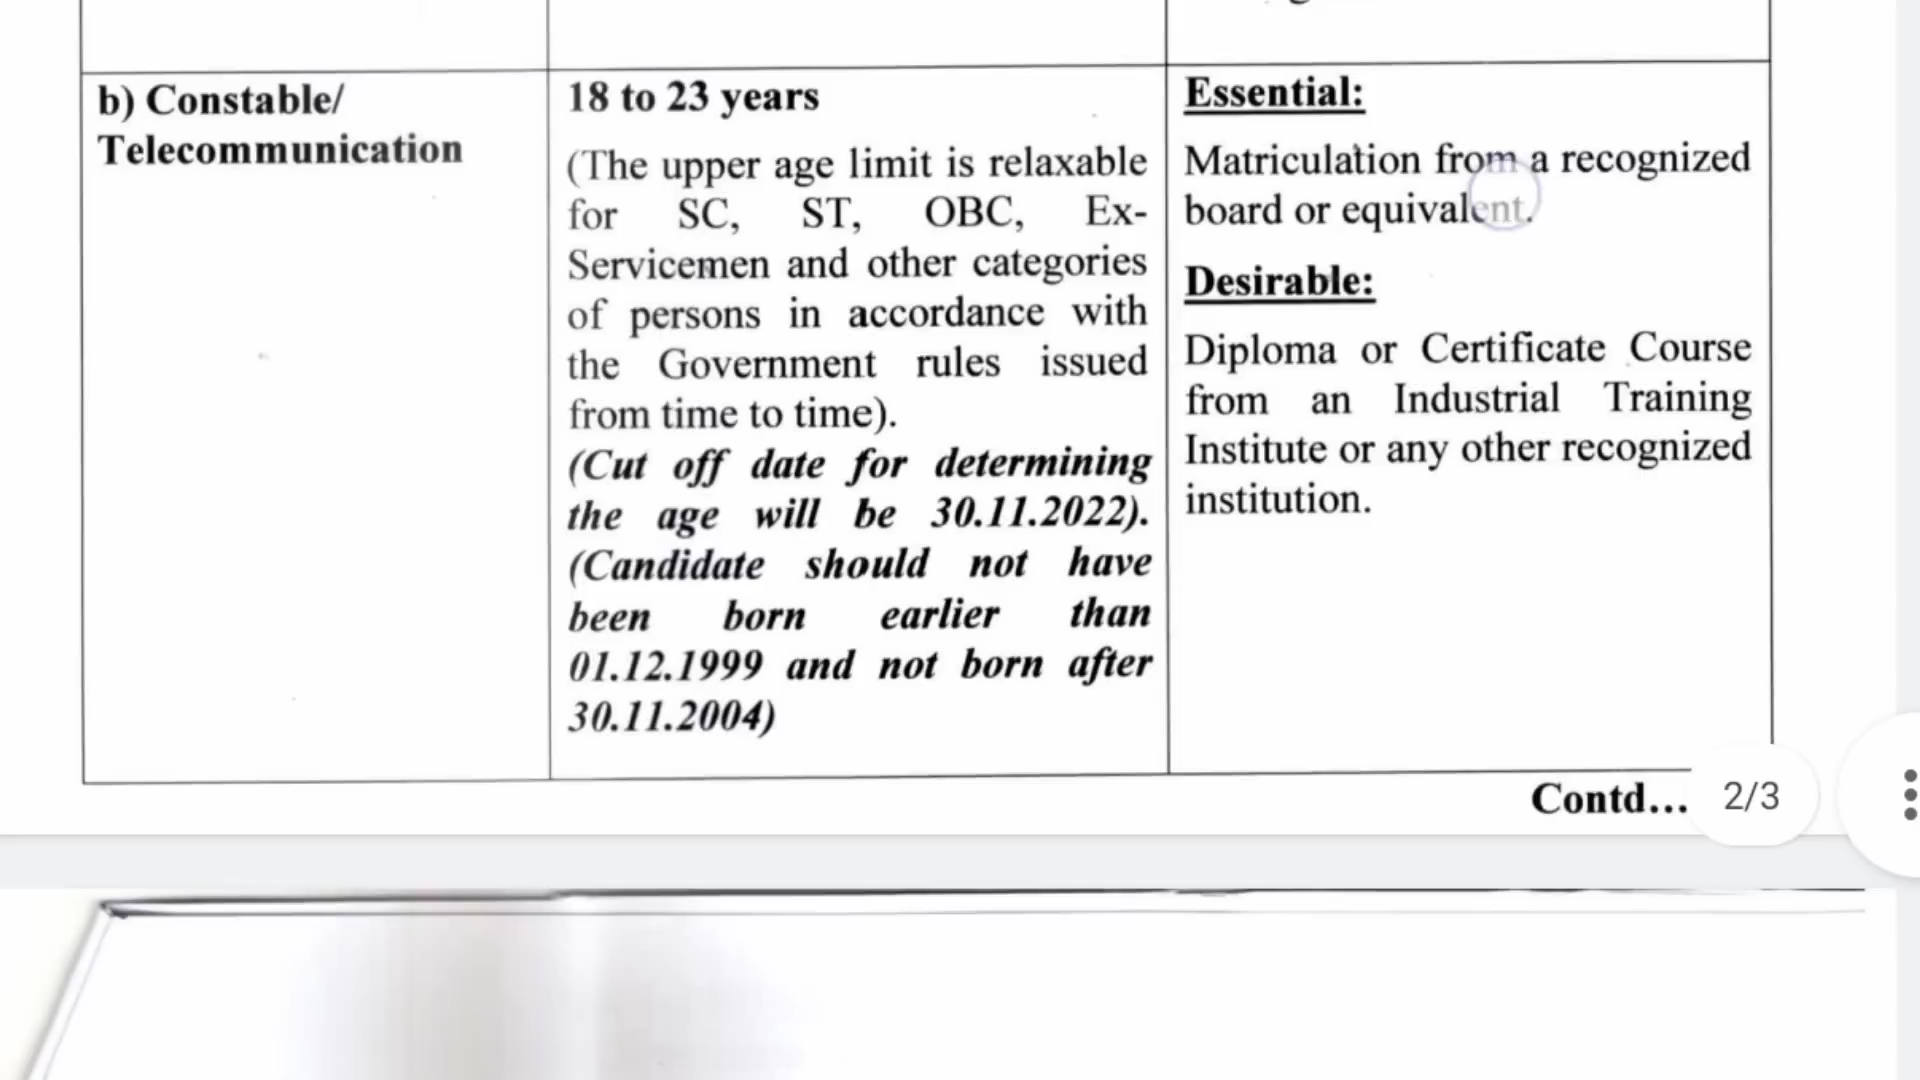 b) Constable/
Telecommunication
18 to 23 years
(The upper age limit is relaxable
for SC, ST, OBC, Ex-
Servicemen and other categories
of persons in accordance with
the Government rules issued
from time to time).
(Cut off date for determining
the age will be 30.11.2022).
(Candidate should not have
been born earlier than
01.12.1999 and not born after
30.11.2004)
Essential:
Matriculation from a recognized
board or equivalent.
Desirable:
Diploma or Certificate Course
from an Industrial Training
Institute or any other recognized
institution.
Contd...
2/3